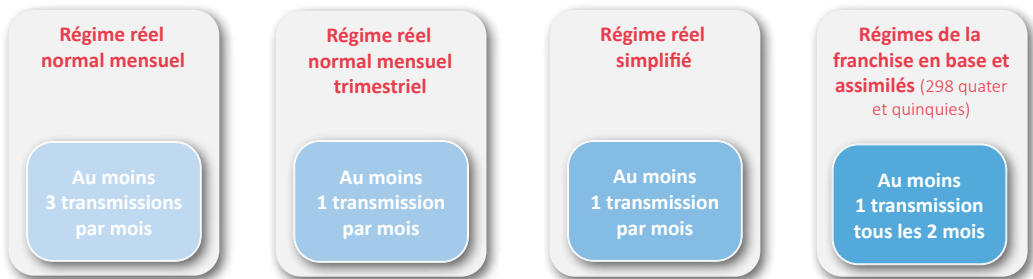 Régime réel
normal mensuel
Au moins
3 transmissions
par mois
Régime réel
normal mensuel
trimestriel
Au moins
1 transmission
par mois
Régime réel
simplifié
Au moins
1 transmission
par mois
Régimes de la
franchise en base et
assimilés (298 quater
et quinquies)
Au moins
1 transmission
tous les 2 mois